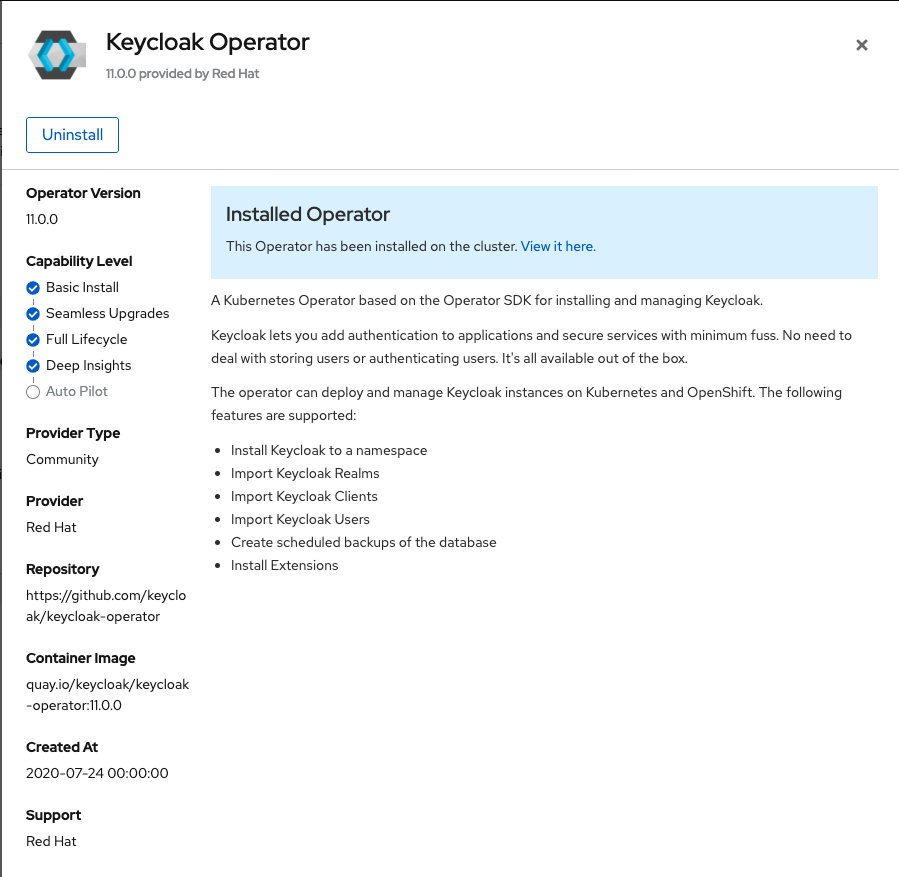 Keycloak Operator
11.0.0 provided by Red Hat
Uninstall
Operator Version
11.0.0
Capability Level
Basic Install
Seamless Upgrades
Full Lifecycle
Deep Insights
Auto Pilot
Provider Type
Community
Provider
Red Hat
Repository
https://github.com/keyclo
ak/keycloak-operator
Container Image
quay.io/keycloak/keycloak
-operator:11.0.0
Created At
2020-07-24 00:00:00
Support
Red Hat
Installed Operator
This Operator has been installed on the cluster. View it here.
A Kubernetes Operator based on the Operator SDK for installing and managing Keycloak.
Keycloak lets you add authentication to applications and secure services with minimum fuss. No need to
deal with storing users or authenticating users. It's all available out of the box.
The operator can deploy and manage Keycloak instances on Kubernetes and OpenShift. The following
features are supported:
• Install Keycloak to a namespace
• Import Keycloak Realms
• Import Keycloak Clients
• Import Keycloak Users
• Create scheduled backups of the database
• Install Extensions